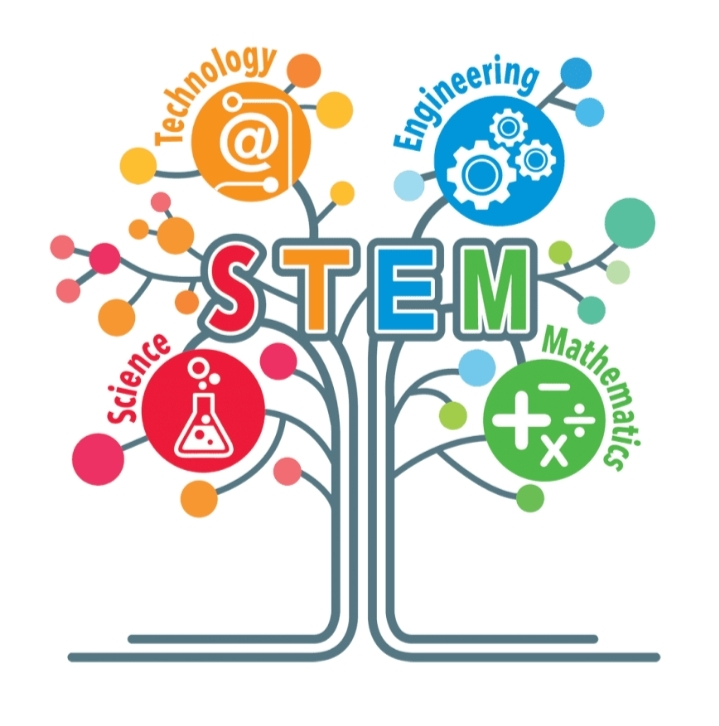 Technology
Engineering
STEM
Science
Mathematics
@